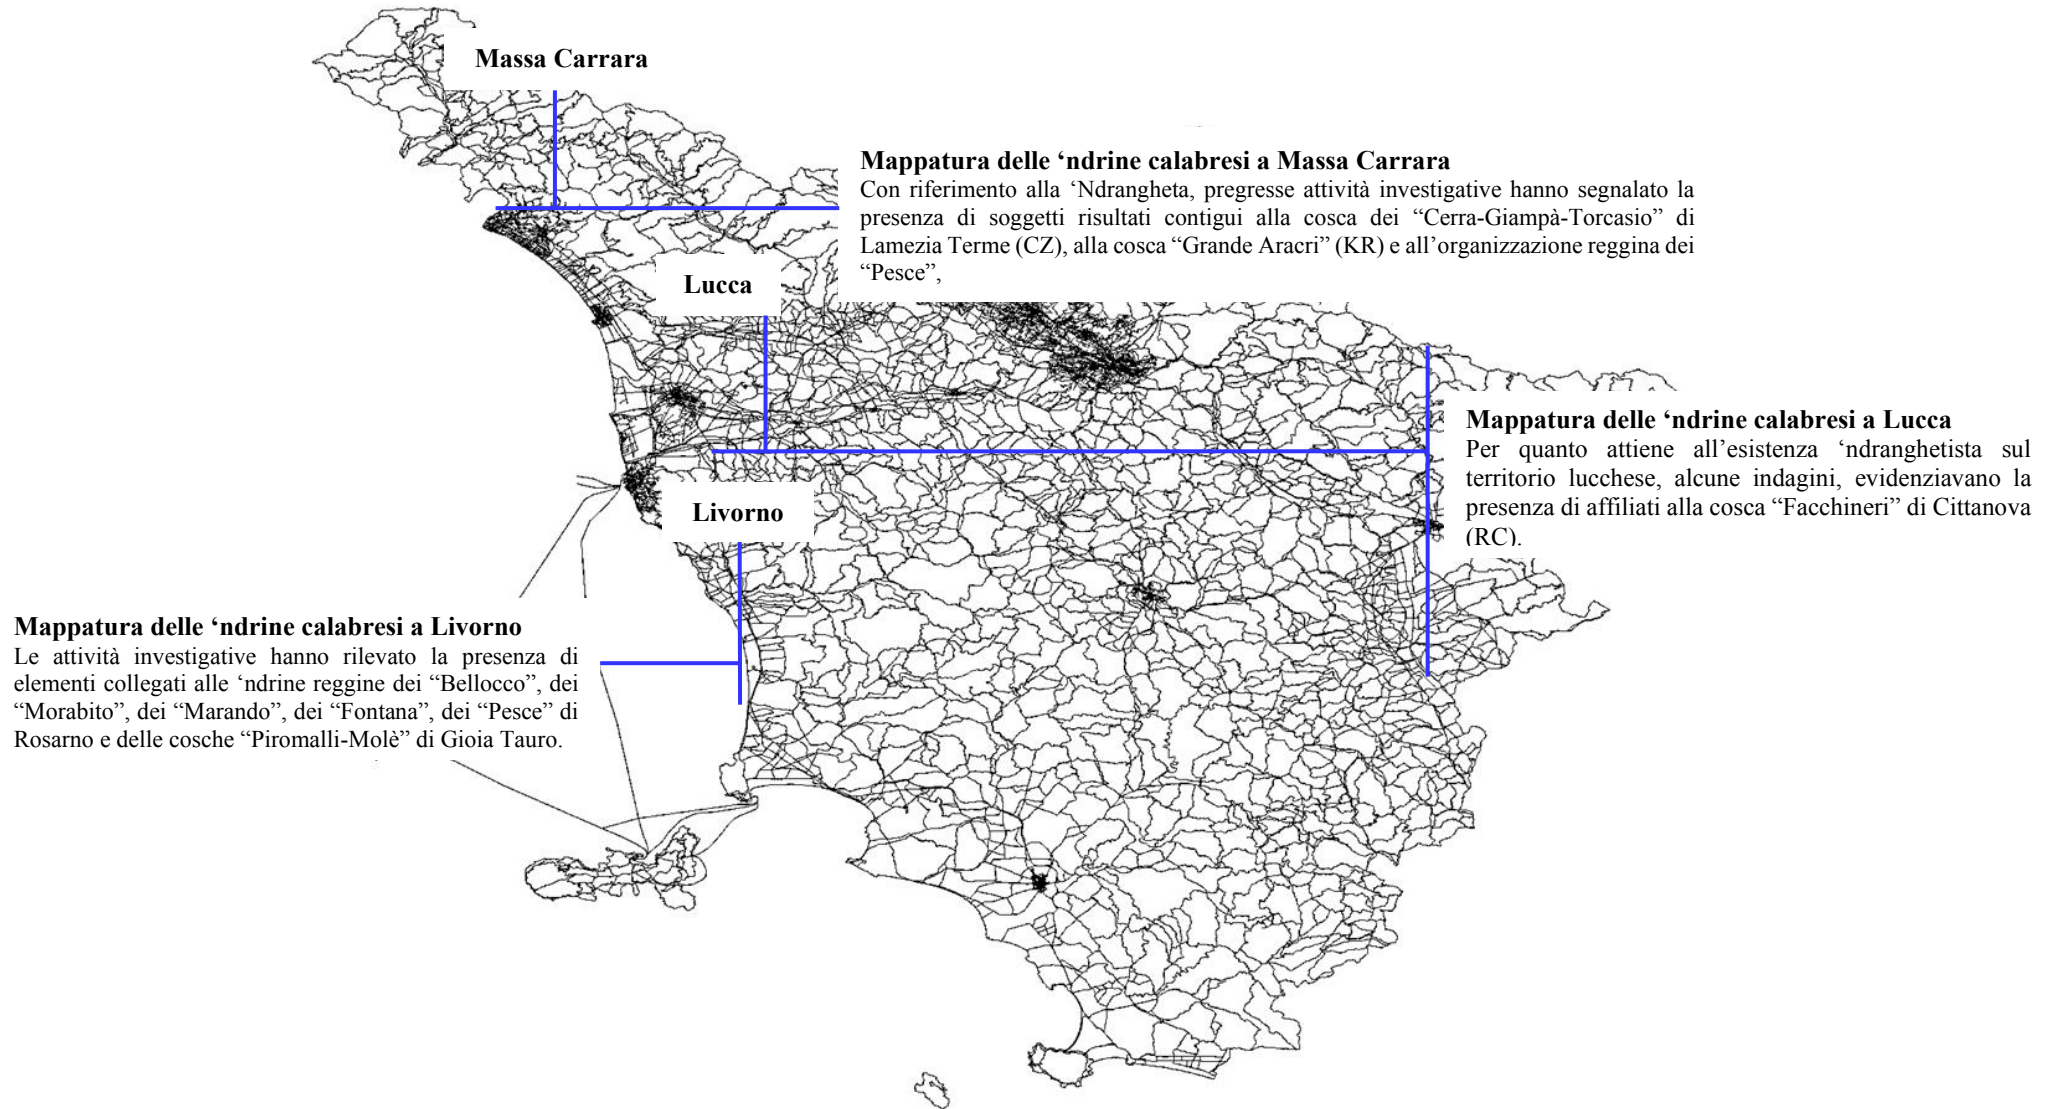 Massa Carrara
Mappatura delle ‘ndrine calabresi a Massa Carrara
Con riferimento alla ‘Ndrangheta, pregresse attività investigative hanno segnalato la
presenza di soggetti risultati contigui alla cosca dei “Cerra-Giampà-Torcasio” di
Lamezia Terme (CZ), alla cosca “Grande Aracri” (KR) e all’organizzazione reggina dei
“Pesce”,
Lucca
Mappatura delle ‘ndrine calabresi a Lucca
Per quanto attiene all’esistenza ‘ndranghetista sul
territorio lucchese, alcune indagini, evidenziavano la
presenza di affiliati alla cosca “Facchineri” di Cittanova
(RC).
Livorno
Mappatura delle ‘ndrine calabresi a Livorno
Le attività investigative hanno rilevato la presenza di
elementi collegati alle ‘ndrine reggine dei “Bellocco”, dei
“Morabito”, dei “Marando”, dei “Fontana”, dei “Pesce” di
Rosarno e delle cosche “Piromalli-Molè” di Gioia Tauro.